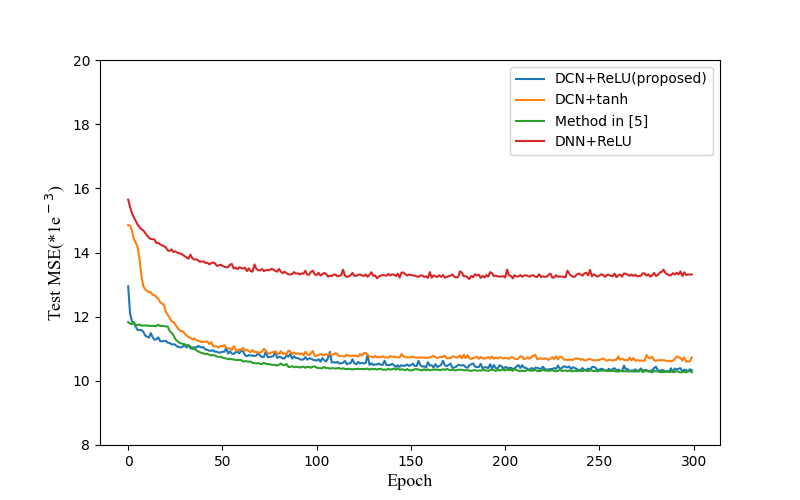 20
18
16
14
12
10
8
Test MSE(*1e⁻³)
DCN+ReLU(proposed)
DCN+tanh
Method in [5]
DNN+ReLU
0 50 100 150 200 250 300
Epoch